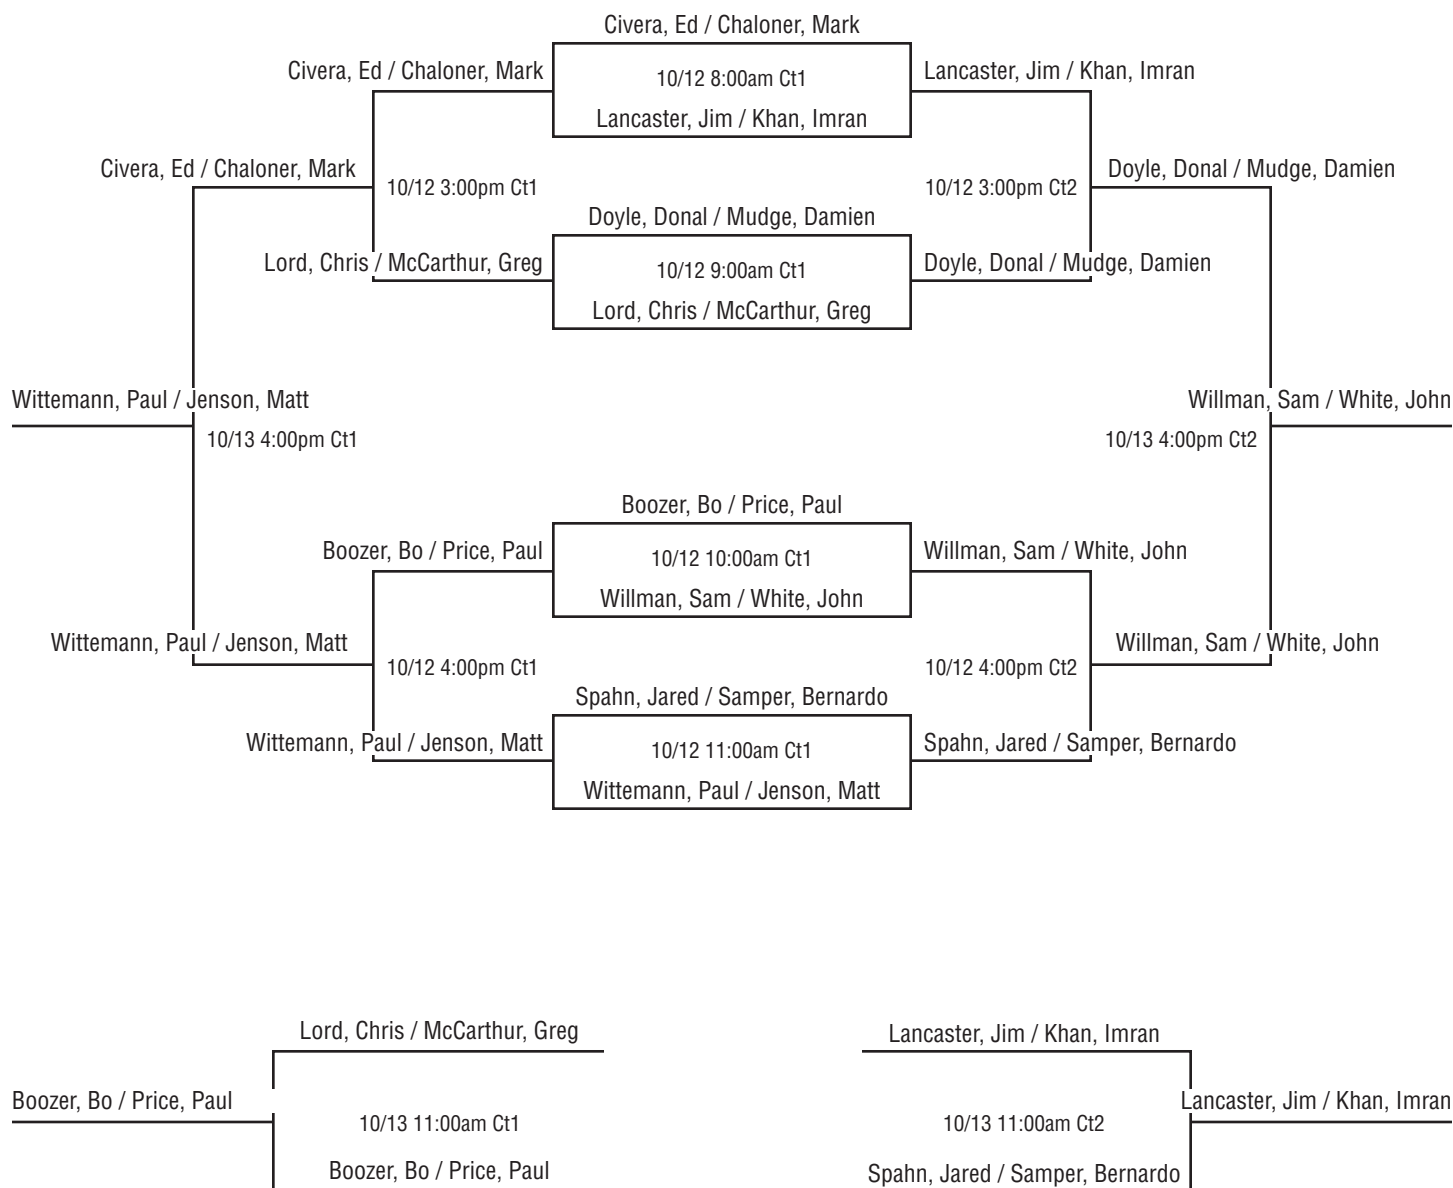 Civera, Ed / Chaloner, Mark
Civera, Ed / Chaloner, Mark
10/12 8:00am Ct1
Lancaster, Jim / Khan, Imran
Lancaster, Jim / Khan, Imran
Civera, Ed / Chaloner, Mark
10/12 3:00pm Ct1
10/12 3:00pm Ct2
Doyle, Donal / Mudge, Damien
Doyle, Donal / Mudge, Damien
Lord, Chris / McCarthur, Greg
10/12 9:00am Ct1
Doyle, Donal / Mudge, Damien
Lord, Chris / McCarthur, Greg
Wittemann, Paul / Jenson, Matt
Willman, Sam / White, John
10/13 4:00pm Ct1
10/13 4:00pm Ct2
Boozer, Bo / Price, Paul
Boozer, Bo / Price, Paul
10/12 10:00am Ct1
Willman, Sam / White, John
Willman, Sam / White, John
Wittemann, Paul / Jenson, Matt
10/12 4:00pm Ct1
10/12 4:00pm Ct2
Willman, Sam / White, John
Spahn, Jared / Samper, Bernardo
Wittemann, Paul / Jenson, Matt
10/12 11:00am Ct1
Spahn, Jared / Samper, Bernardo
Wittemann, Paul / Jenson, Matt
Lord, Chris / McCarthur, Greg
Lancaster, Jim / Khan, Imran
Boozer, Bo / Price, Paul
Lancaster, Jim / Khan, Imran
10/13 11:00am Ct1
10/13 11:00am Ct2
Boozer, Bo / Price, Paul
Spahn, Jared / Samper, Bernardo